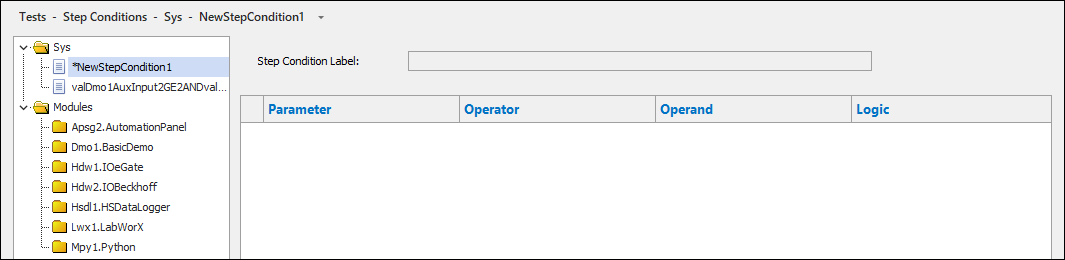 Tests - Step Conditions - Sys - NewStepCondition1
Sys
*NewStepCondition1
valDmo1AuxInput2GE2ANDval...
Modules
Apsg2.AutomationPanel
Dmo1.BasicDemo
Hdw1.IOeGate
Hdw2.IOBeckhoff
Hsdl1.HSDataLogger
Lwx1.LabWorX
Mpy1.Python
Step Condition Label:
Parameter Operator Operand Logic